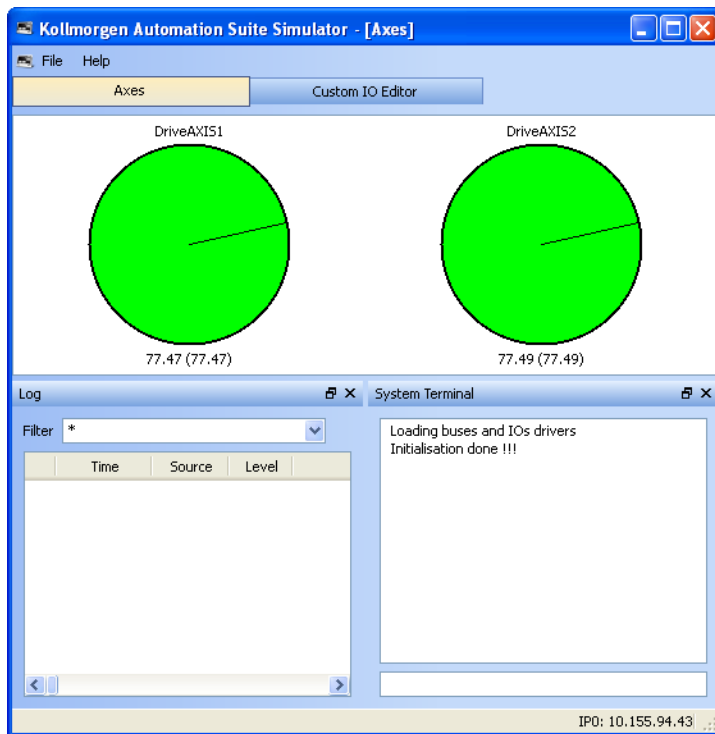 Kollmorgen Automation Suite Simulator - [Axes]
File Help
Axes Custom IO Editor
DriveAXIS1 DriveAXIS2
77.47 (77.47) 77.49 (77.49)
Log System Terminal
Filter *
Time Source Level
Loading buses and IOs drivers
Initialisation done !!!
IP0: 10.155.94.43